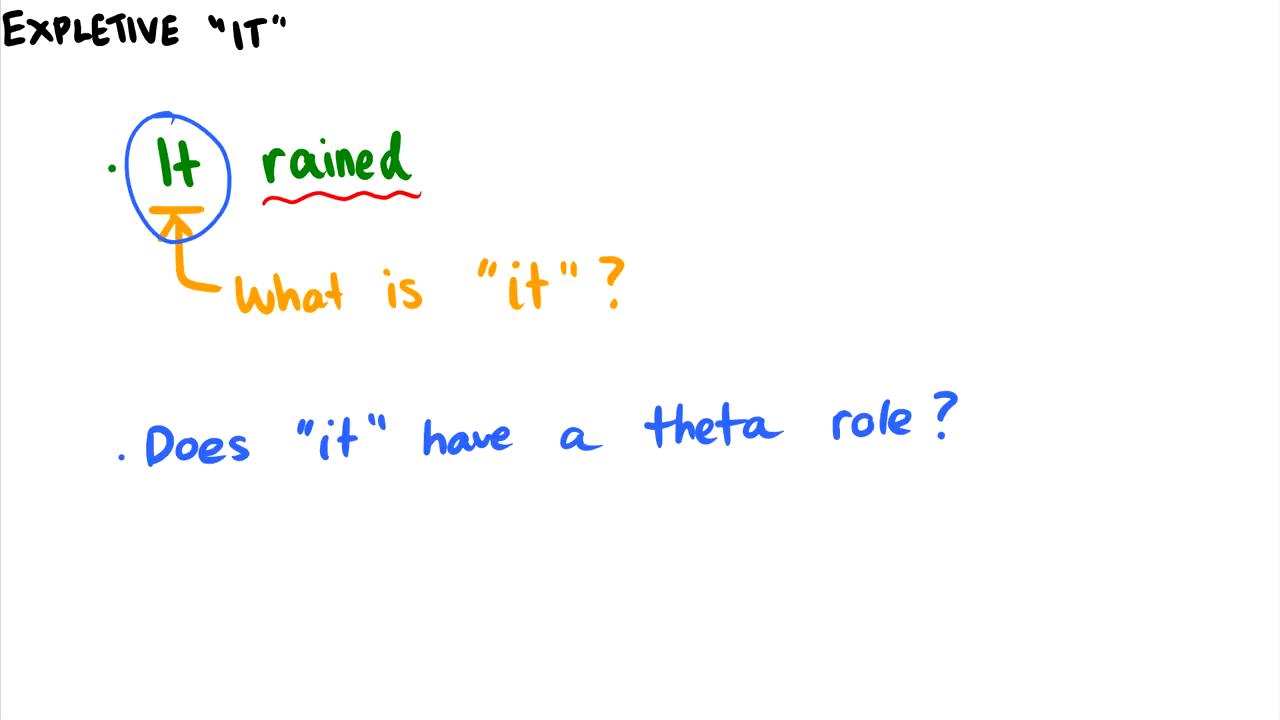 EXPLETIVE "IT"
· It rained
What is "it"?
· Does "it" have a theta role?